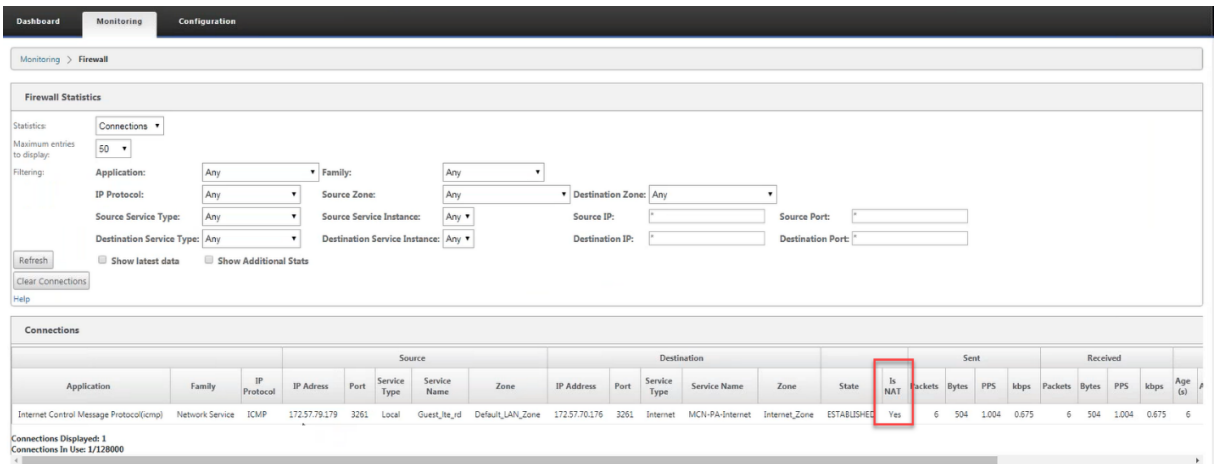 Dashboard Monitoring Configuration
Monitoring > Firewall
Firewall Statistics
Statistics: Connections
Maximum entries to display: 50
Filtering: Application: Any Family: Any
IP Protocol: Any Source Zone: Any Destination Zone: Any
Source Service Type: Any Source Service Instance: Any Source IP: * Source Port: *
Destination Service Type: Any Destination Service Instance: Any Destination IP: * Destination Port: *
Refresh Show latest data Show Additional Stats
Clear Connections
Help
Connections
Source Destination Sent Received
Application Family IP Protocol IP Adress Port Service Type Service Name Zone IP Address Port Service Type Service Name Zone State Is NAT Packets Bytes PPS kbps Packets Bytes PPS kbps Age (s)
Internet Control Message Protocol(icmp) Network Service ICMP 172.57.79.179 3261 Local Guest_lte_rd Default_LAN_Zone 172.57.70.176 3261 Internet MCN-PA-Internet Internet_Zone ESTABLISHED Yes 6 504 1.004 0.675 6 504 1.004 0.675 6
Connections Displayed: 1
Connections In Use: 1/128000